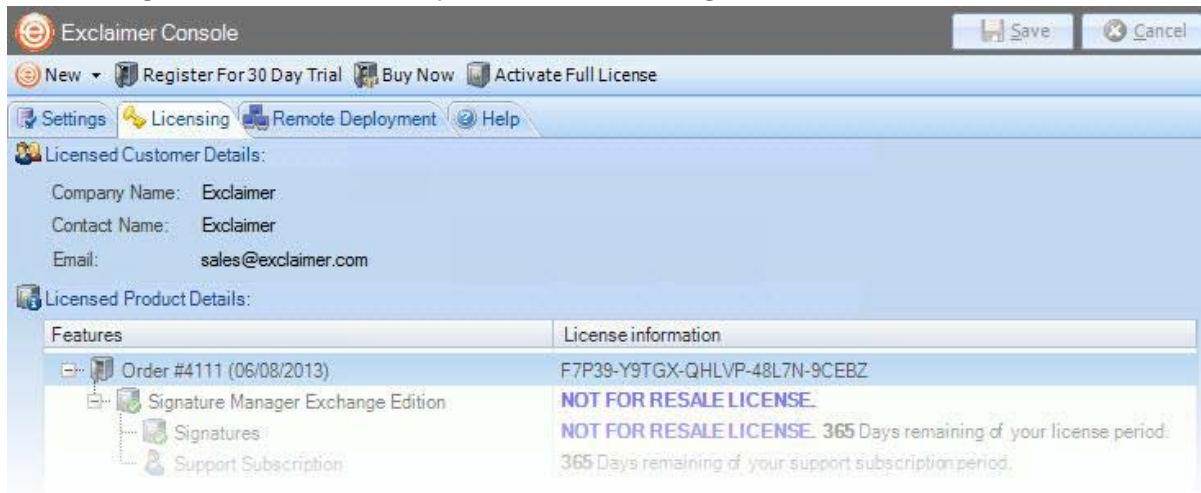 Exclaimer Console Save Cancel
New Register For 30 Day Trial Buy Now Activate Full License
Settings Licensing Remote Deployment Help
Licensed Customer Details:
Company Name: Exclaimer
Contact Name: Exclaimer
Email: sales@exclaimer.com
Licensed Product Details:
Features License information
Order #4111 (06/08/2013) F7P39-Y9TGX-QHLVP-48L7N-9CEBZ
Signature Manager Exchange Edition NOT FOR RESALE LICENSE.
Signatures NOT FOR RESALE LICENSE. 365 Days remaining of your license period.
Support Subscription 365 Days remaining of your support subscription period.